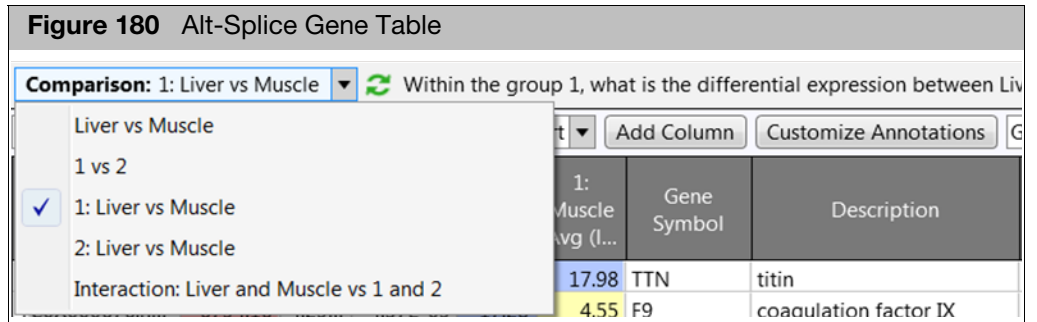 Figure 180 Alt-Splice Gene Table
Comparison: 1: Liver vs Muscle Within the group 1, what is the differential expression between Liv
Liver vs Muscle
1 vs 2
1: Liver vs Muscle
2: Liver vs Muscle
Interaction: Liver and Muscle vs 1 and 2
Add Column Customize Annotations
1:
Muscle
Avg (l...
Gene
Symbol
Description
17.98 TTN titin
4.55 F9 coagulation factor IX